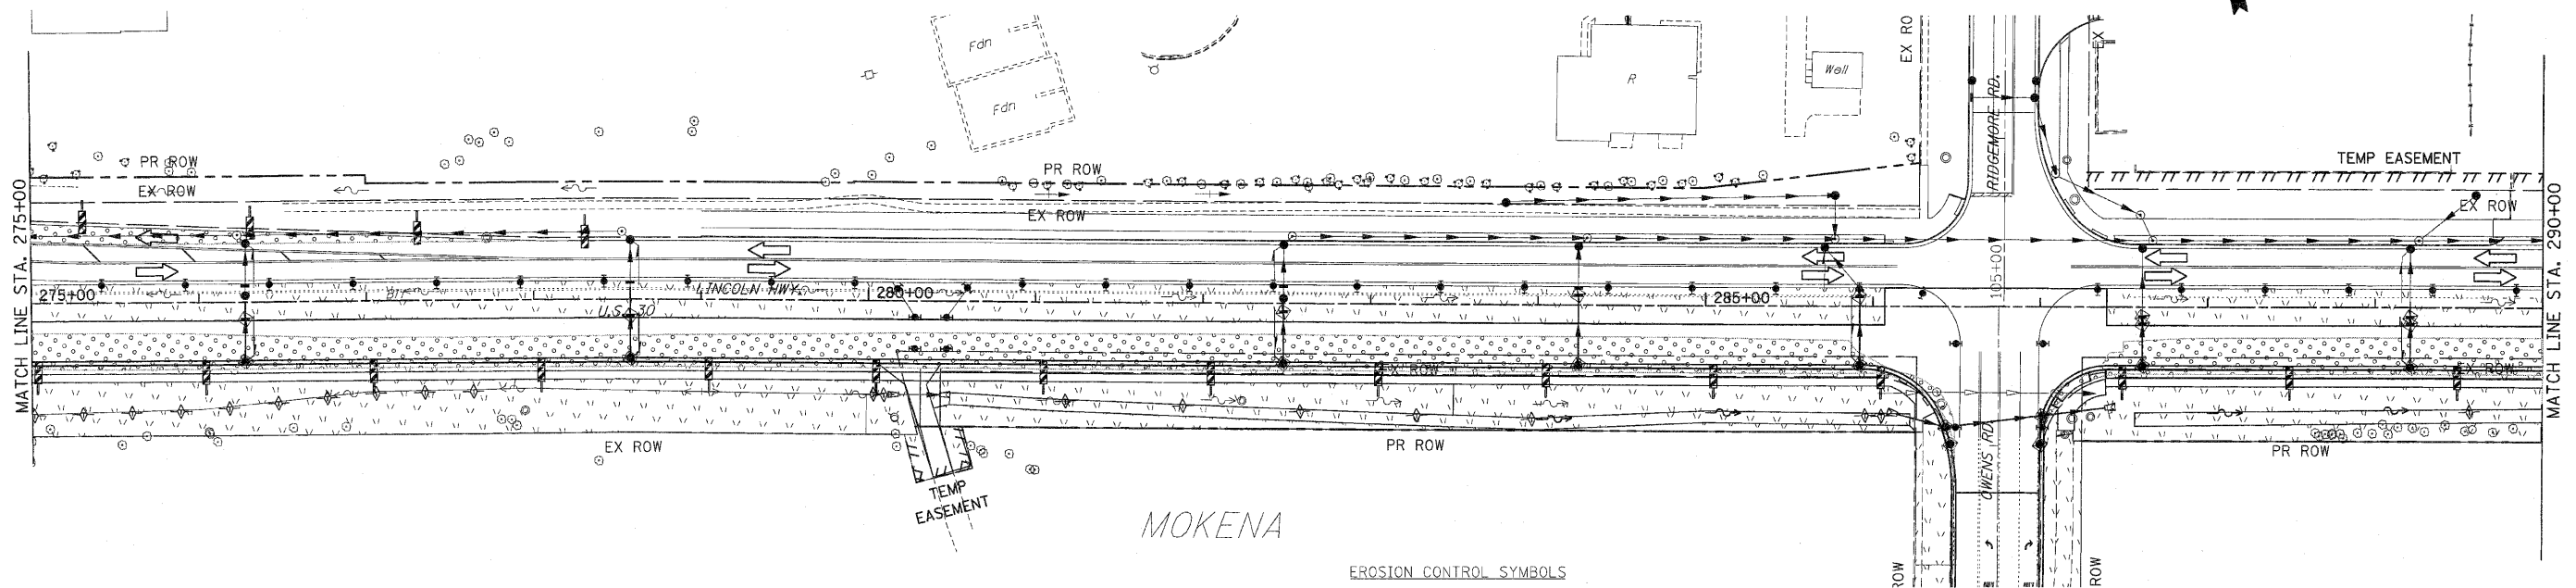 Fdn
Fdn
R
Well
EX RO
RIDGEMORE RD.
X
TEMP EASEMENT
PR ROW
EX ROW
PR ROW
EX ROW
EX ROW
MATCH LINE STA. 275+00
MATCH LINE STA. 290+00
275+00
LINCOLN HWY.
280+00
285+00
105+00
U.S. 30
EX ROW
EX ROW
EX ROW
PR ROW
PR ROW
OWENS RD.
TEMP
EASEMENT
MOKENA
EROSION CONTROL SYMBOLS
ROW
ROW